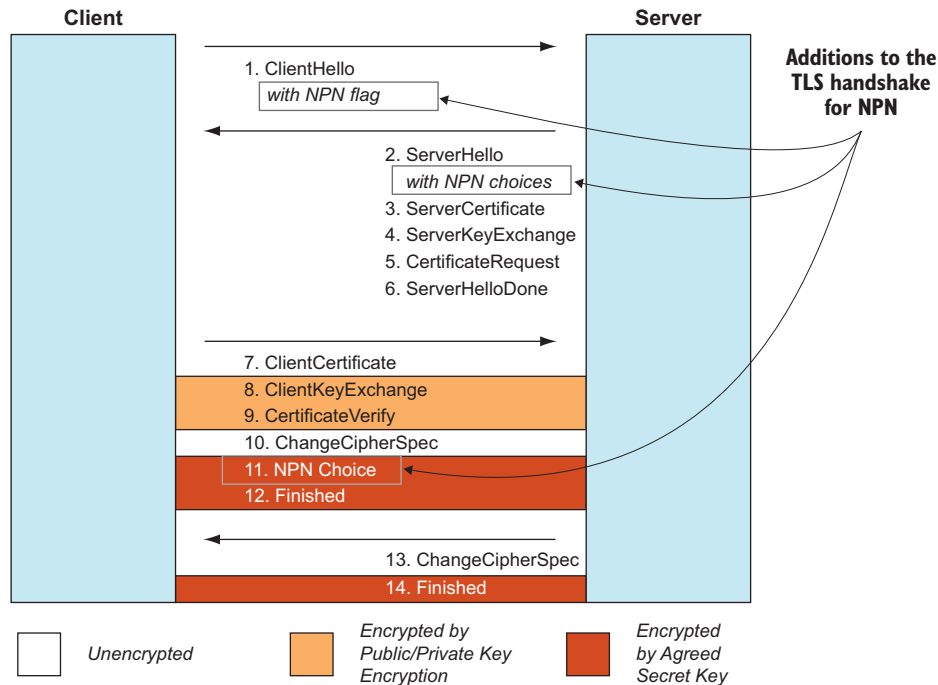 Client
Server
Additions to the
TLS handshake
for NPN
1. ClientHello
with NPN flag
2. ServerHello
with NPN choices
3. ServerCertificate
4. ServerKeyExchange
5. CertificateRequest
6. ServerHelloDone
7. ClientCertificate
8. ClientKeyExchange
9. CertificateVerify
10. ChangeCipherSpec
11. NPN Choice
12. Finished
13. ChangeCipherSpec
14. Finished
Unencrypted
Encrypted by
Public/Private Key
Encryption
Encrypted
by Agreed
Secret Key